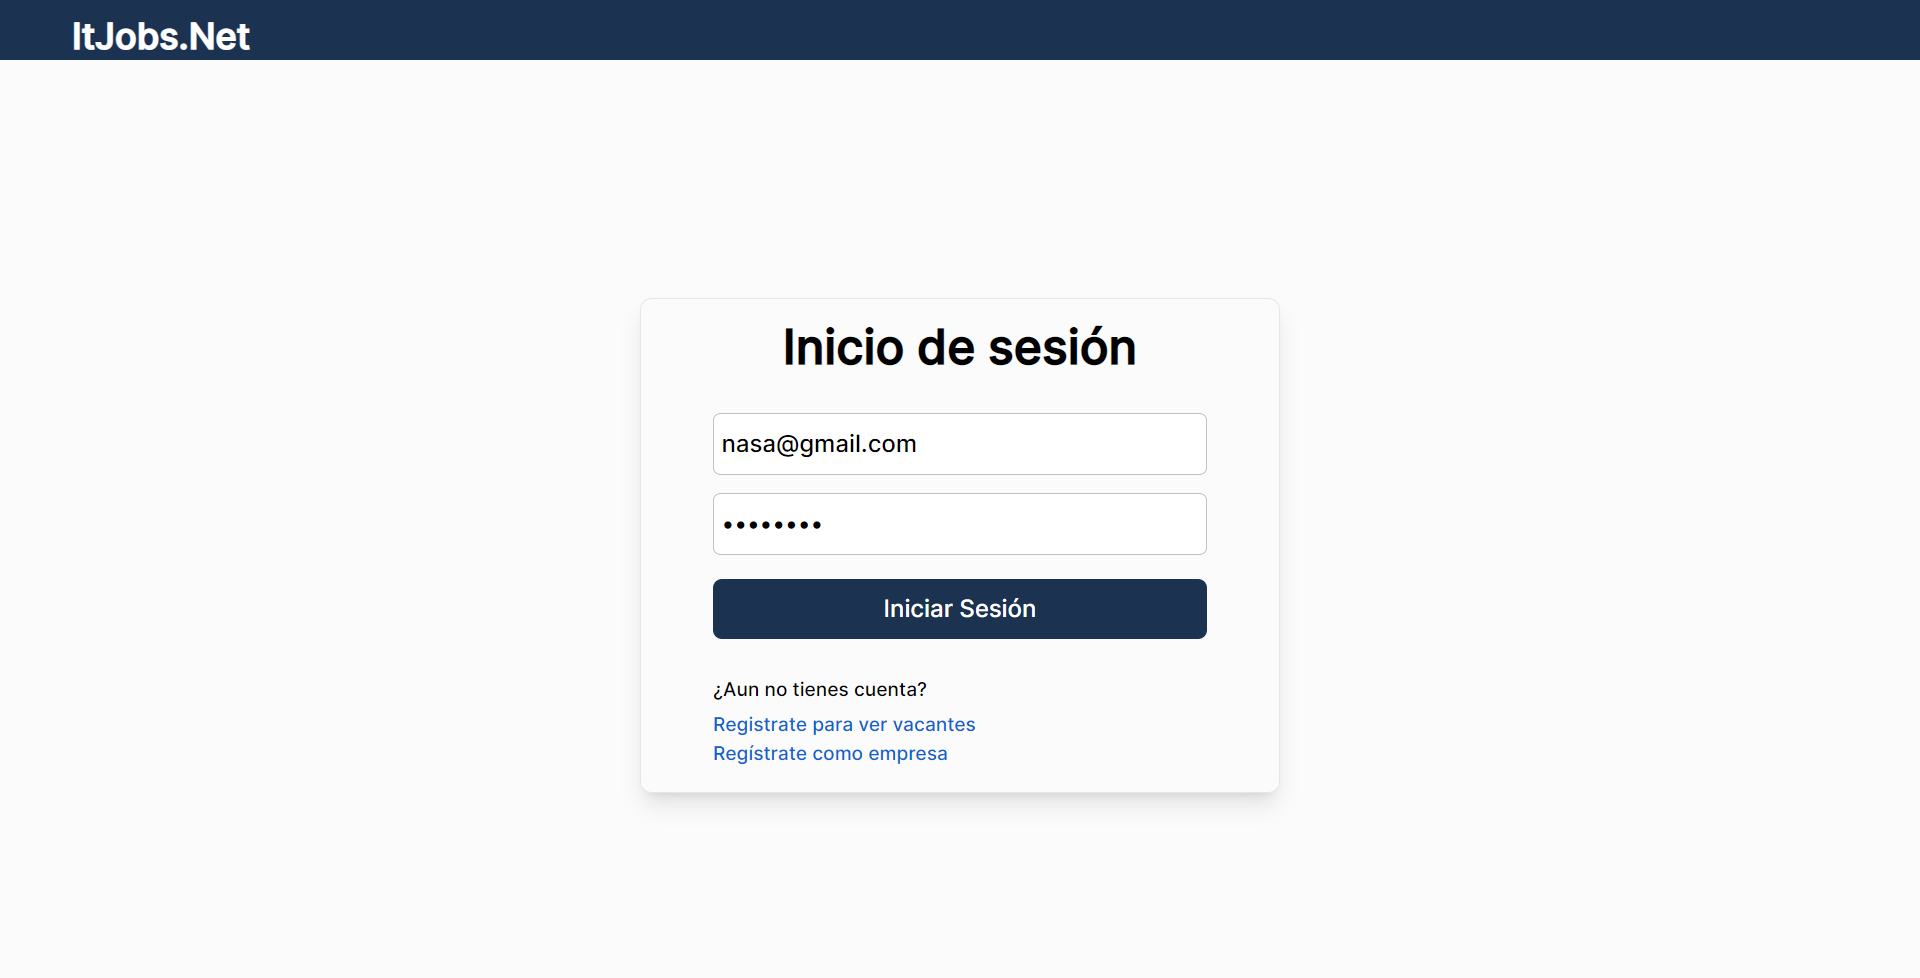 ItJobs.Net
Inicio de sesión
nasa@gmail.com
••••••••
Iniciar Sesión
¿Aun no tienes cuenta?
Registrate para ver vacantes
Regístrate como empresa